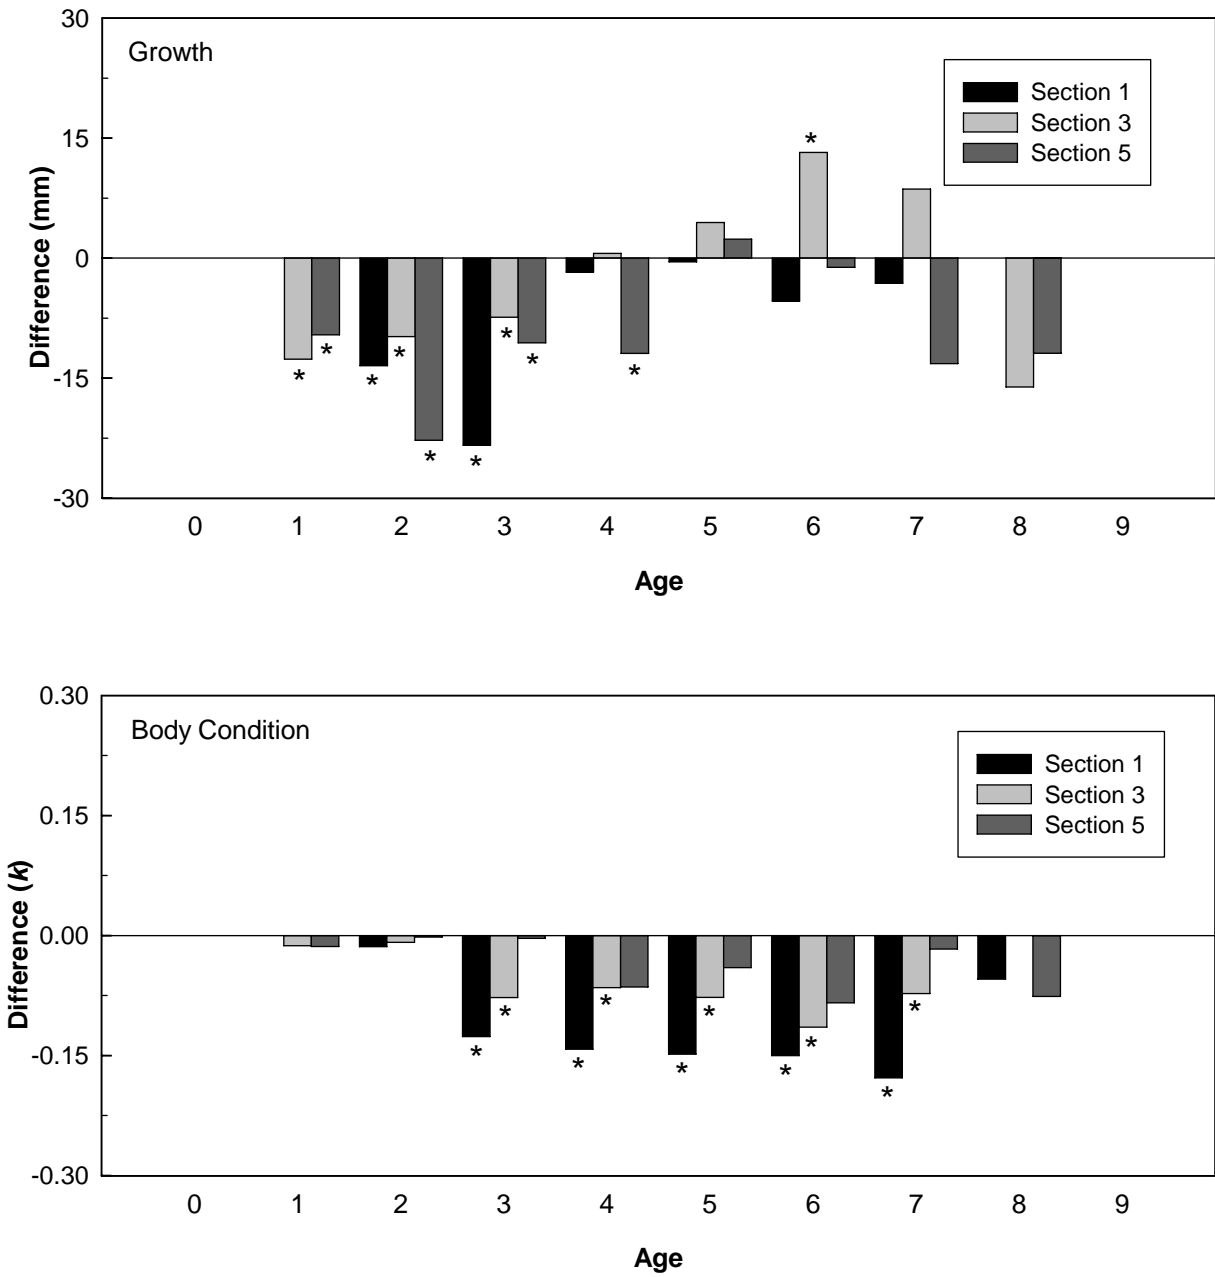 30
Growth
Section 1
Section 3
Section 5
15
*
0
* * * * * * * * *
-15
-30
Difference (mm)
0 1 2 3 4 5 6 7 8 9
Age
0.30
Body Condition
Section 1
Section 3
Section 5
0.15
0.00
* * * * * * * * * *
-0.15
-0.30
Difference (k)
0 1 2 3 4 5 6 7 8 9
Age